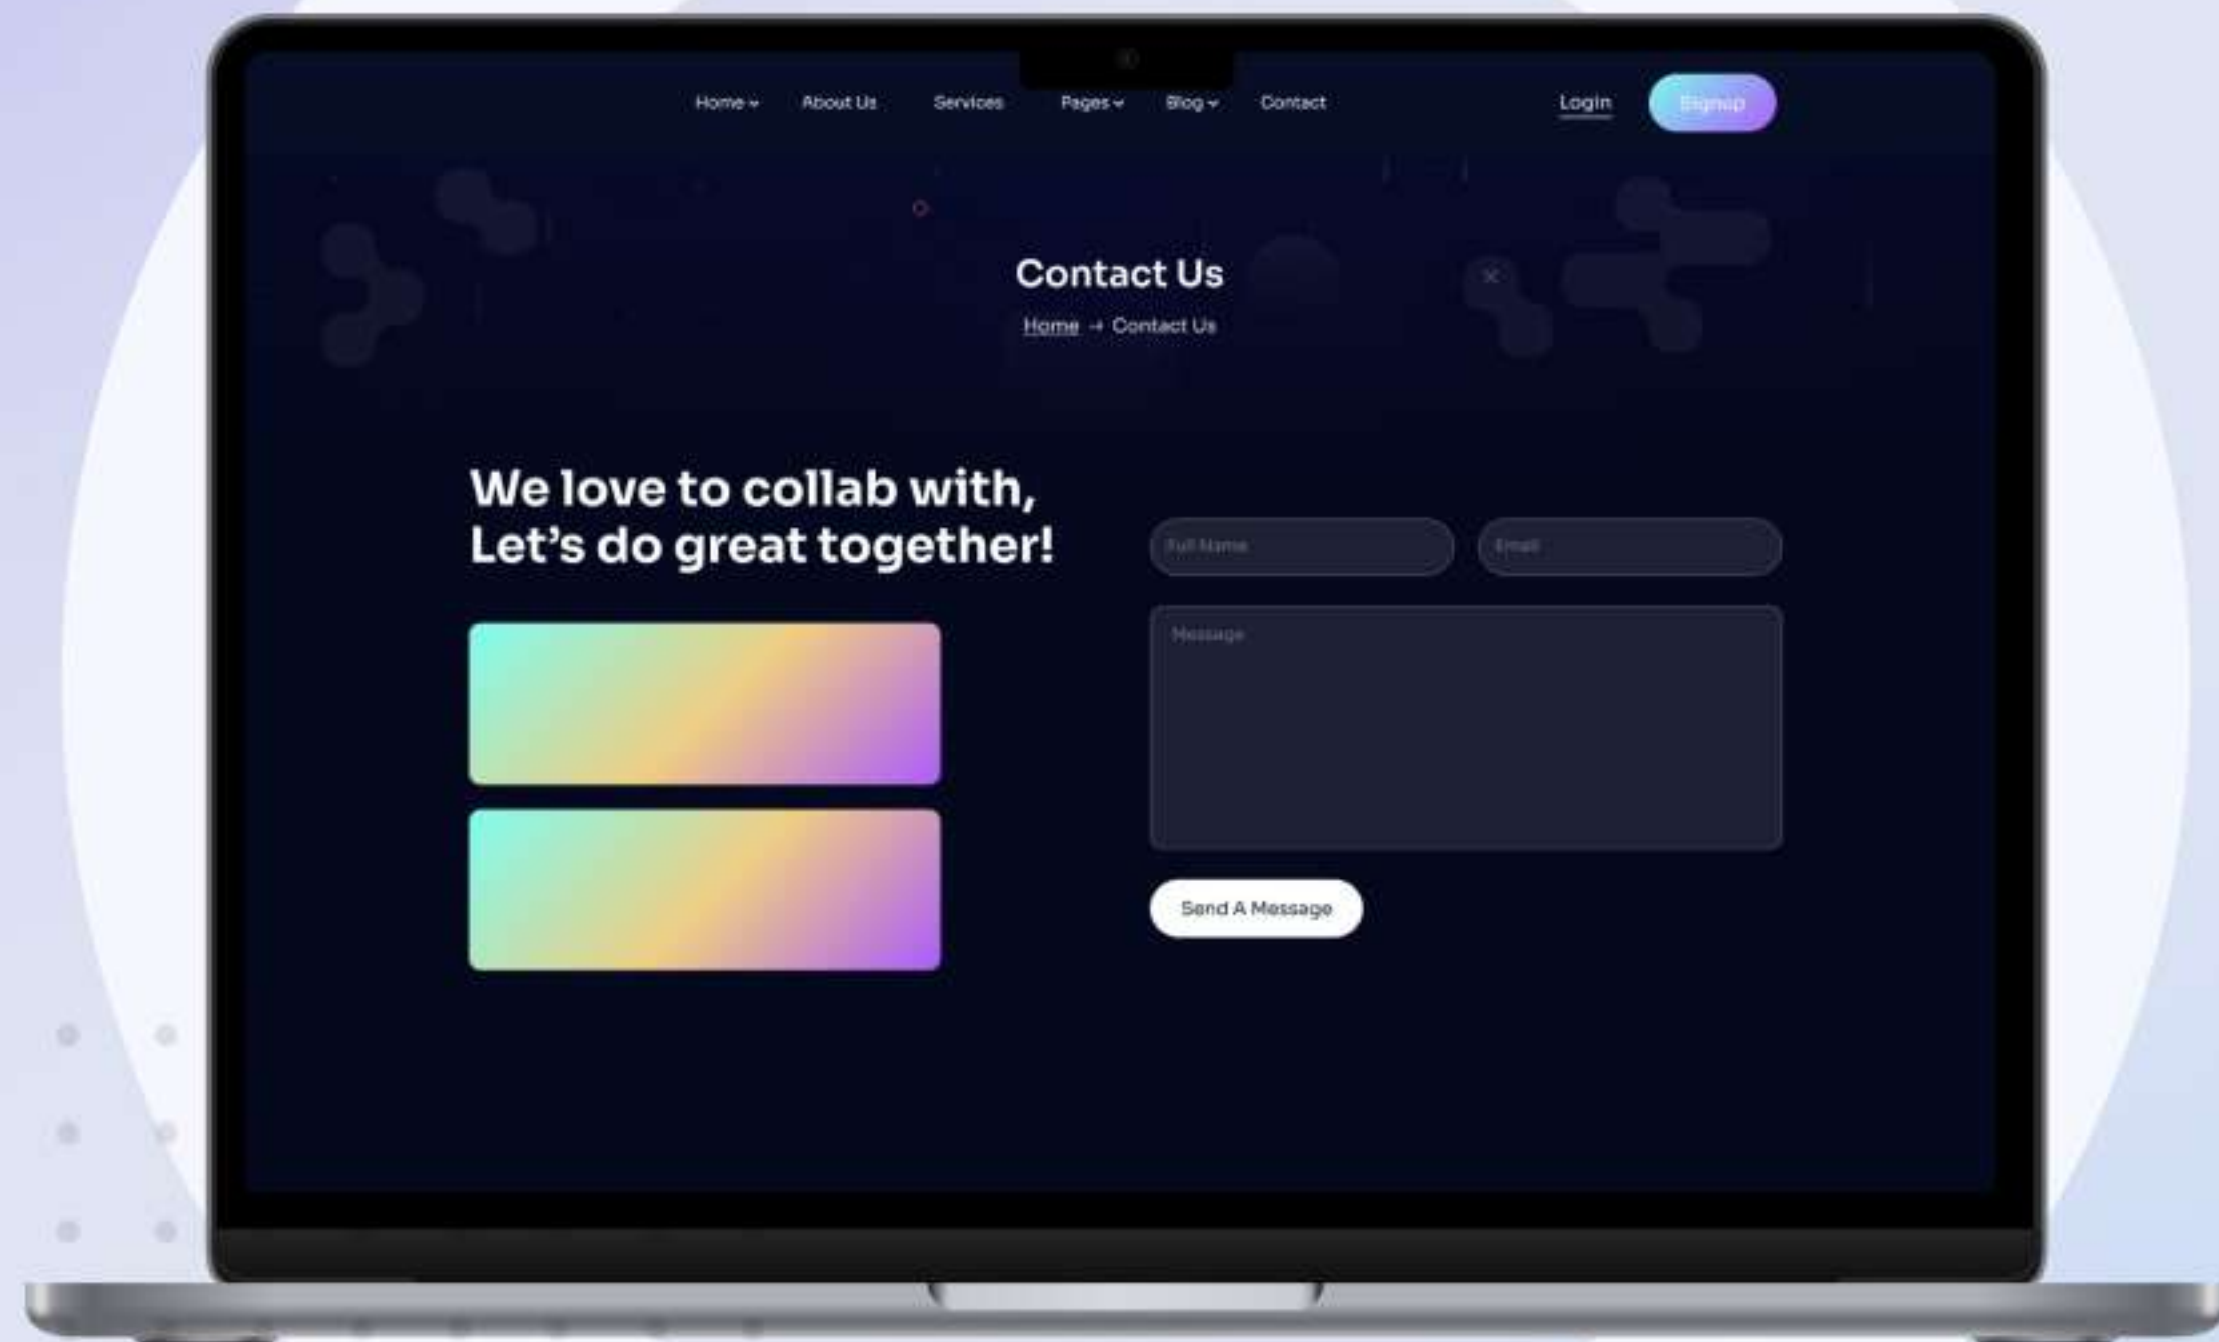 Home About Us Services Pages Blog Contact Login Signup
Contact Us
Home → Contact Us
We love to collab with,
Let's do great together!
Full Name Email
Message
Send A Message